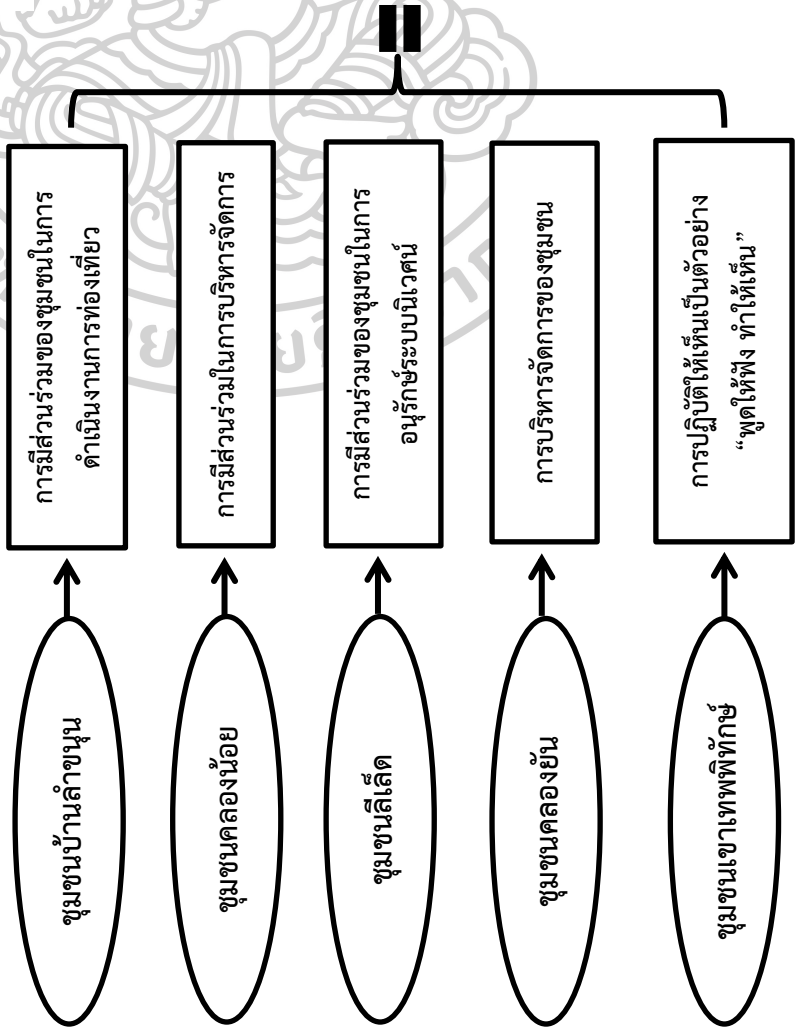 ชุมชนบ้านลำขนุน
การมีส่วนร่วมของชุมชนในการ
ดำเนินงานการท่องเที่ยว
ชุมชนคลองน้อย
การมีส่วนร่วมในการบริหารจัดการ
ชุมชนลีเล็ด
การมีส่วนร่วมของชุมชนในการ
อนุรักษ์ระบบนิเวศน์
ชุมชนคลองยัน
การบริหารจัดการของชุมชน
ชุมชนเขาเทพพิทักษ์
การปฏิบัติให้เห็นเป็นตัวอย่าง
“พูดให้ฟัง ทำให้เห็น”
=